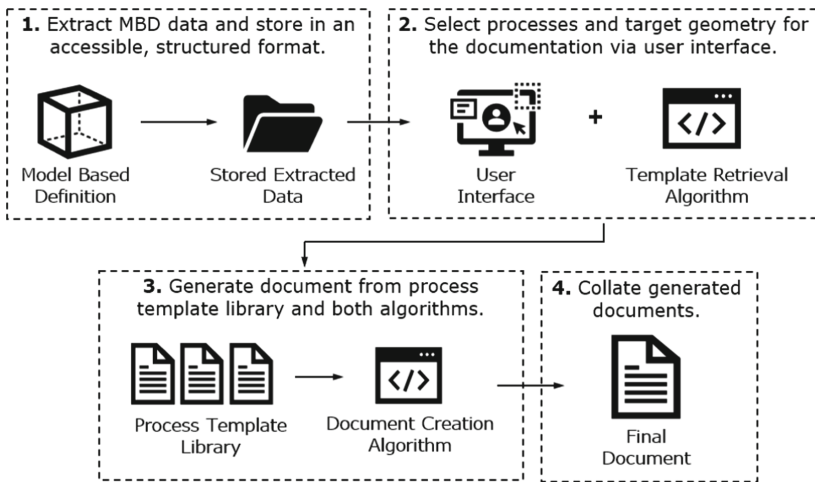 1. Extract MBD data and store in an
accessible, structured format.
Model Based
Definition
Stored Extracted
Data
2. Select processes and target geometry for
the documentation via user interface.
User
Interface
+
</>
Template Retrieval
Algorithm
3. Generate document from process
template library and both algorithms.
Process Template
Library
</>
Document Creation
Algorithm
4. Collate generated
documents.
Final
Document